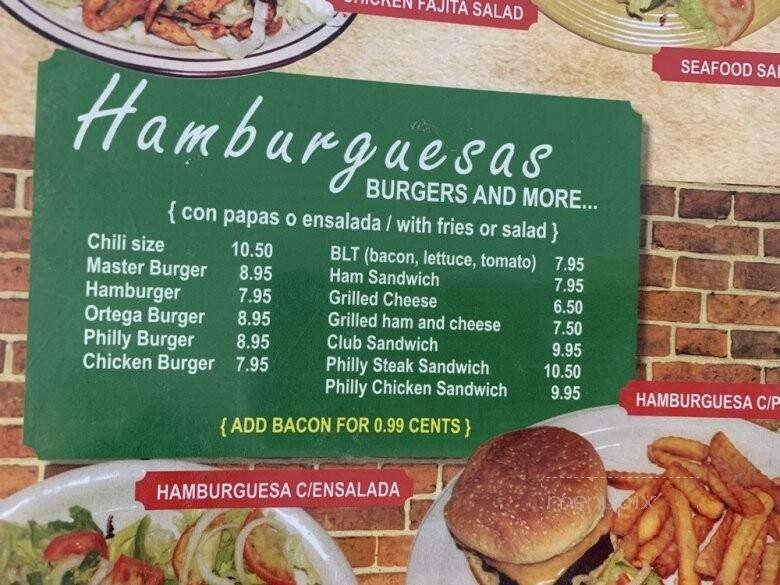 CHICKEN FAJITA SALAD
SEAFOOD SA
Hamburguesas
BURGERS AND MORE...
{ con papas o ensalada / with fries or salad }
Chili size 10.50
Master Burger 8.95
Hamburger 7.95
Ortega Burger 8.95
Philly Burger 8.95
Chicken Burger 7.95
BLT (bacon, lettuce, tomato) 7.95
Ham Sandwich 7.95
Grilled Cheese 6.50
Grilled ham and cheese 7.50
Club Sandwich 9.95
Philly Steak Sandwich 10.50
Philly Chicken Sandwich 9.95
{ ADD BACON FOR 0.99 CENTS }
HAMBURGUESA C/P
HAMBURGUESA C/ENSALADA
menupix